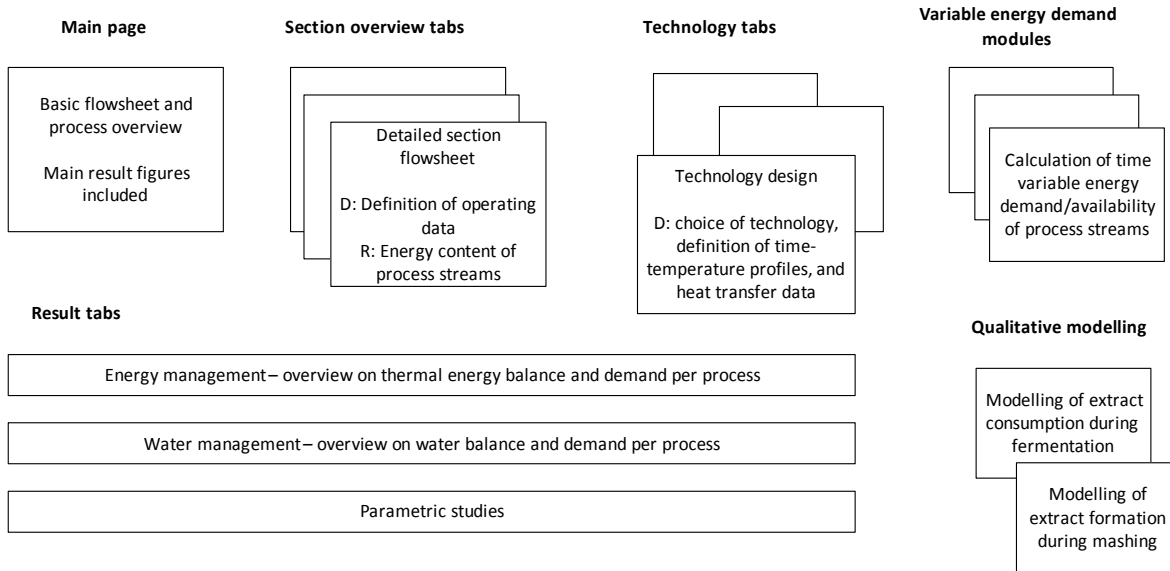 Main page
Basic flowsheet and
process overview
Main result figures
included
Section overview tabs
Detailed section
flowsheet
D: Definition of operating
data
R: Energy content of
process streams
Technology tabs
Technology design
D: choice of technology,
definition of time-
temperature profiles, and
heat transfer data
Variable energy demand
modules
Calculation of time
variable energy
demand/availability
of process streams
Result tabs
Energy management – overview on thermal energy balance and demand per process
Water management – overview on water balance and demand per process
Parametric studies
Qualitative modelling
Modelling of extract
consumption during
fermentation
Modelling of
extract formation
during mashing